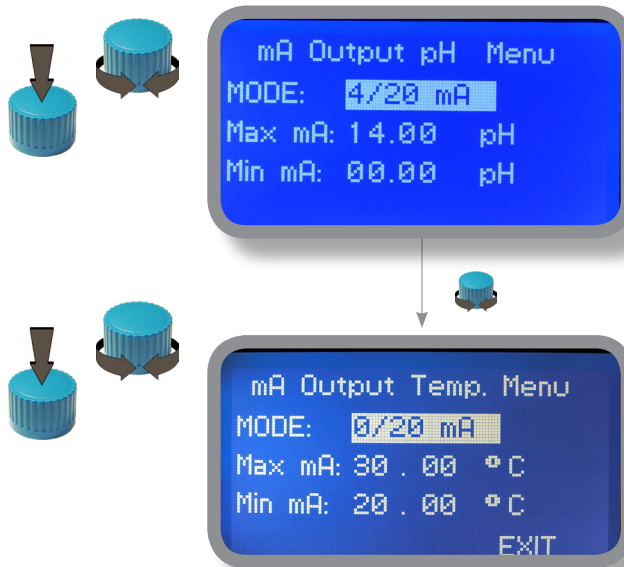 mA Output pH Menu
MODE: 4/20 mA
Max mA: 14.00 pH
Min mA: 00.00 pH
mA Output Temp. Menu
MODE: 0/20 mA
Max mA: 30 . 00 °C
Min mA: 20 . 00 °C
EXIT